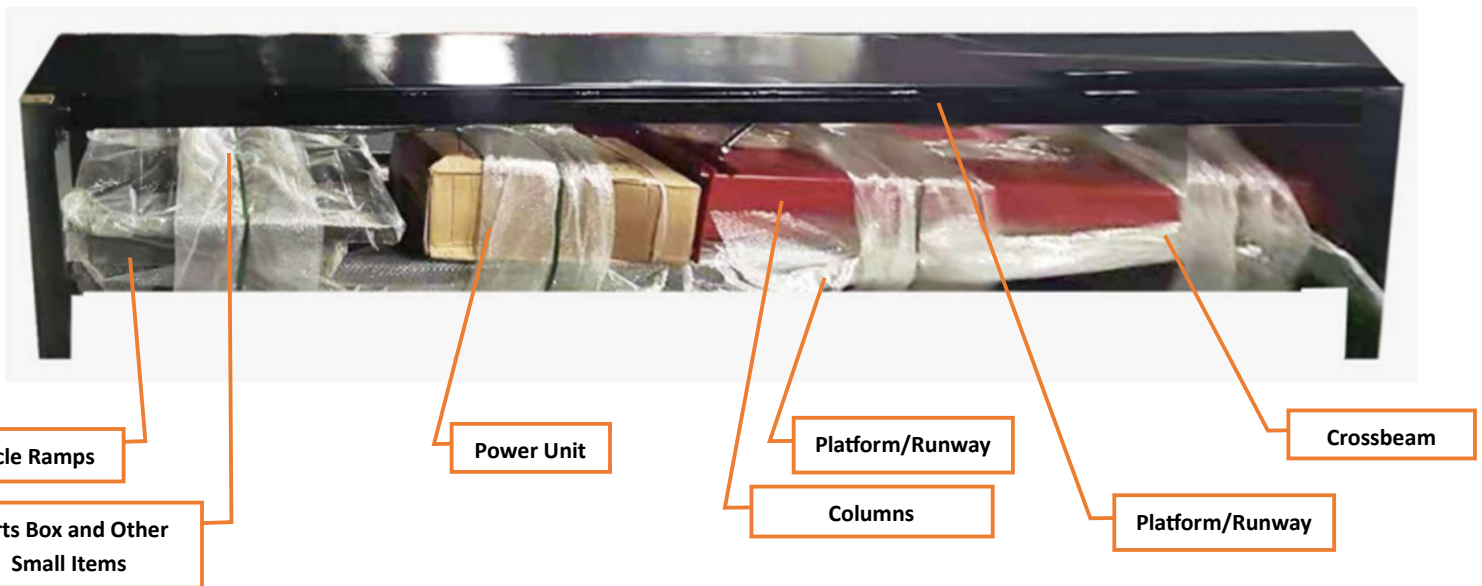 cle Ramps
Power Unit
Platform/Runway
Crossbeam
rts Box and Other
Small Items
Columns
Platform/Runway